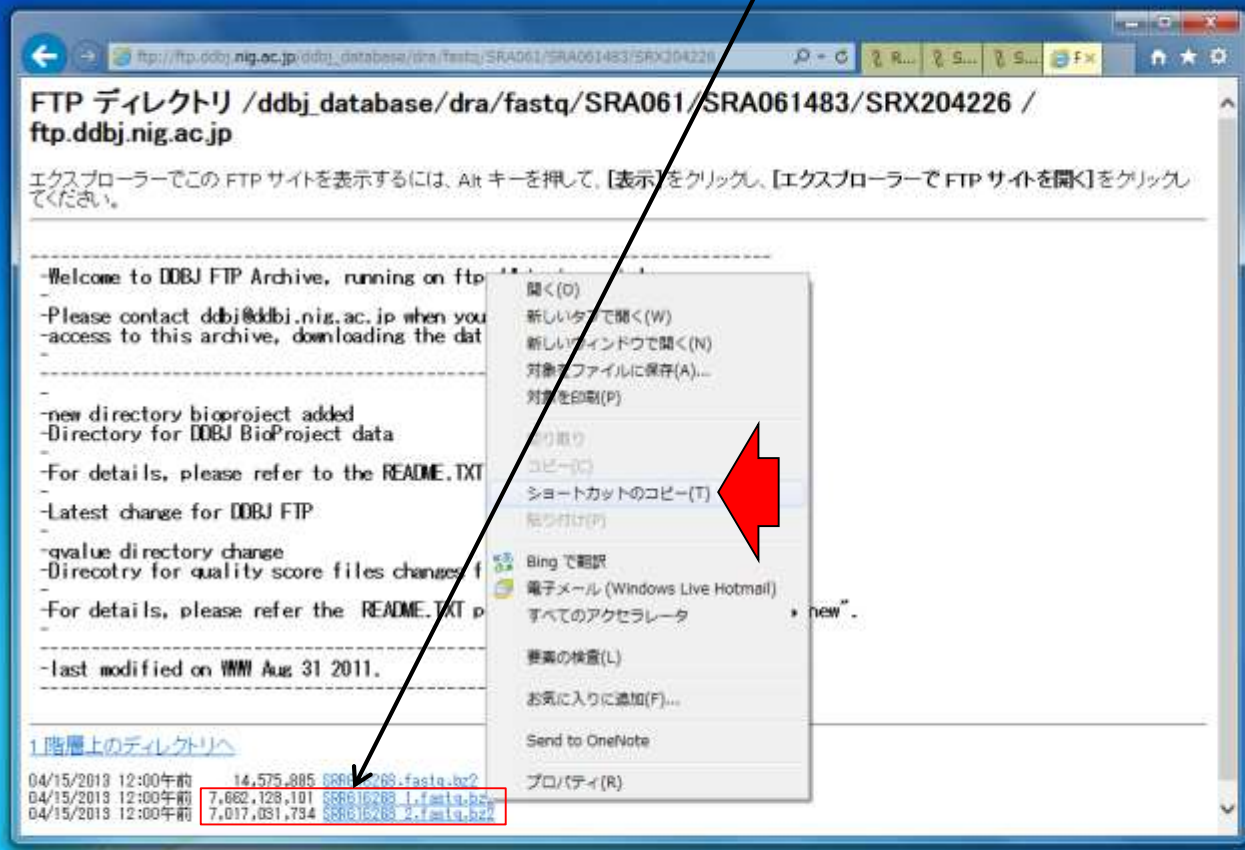 ftp://ftp.ddbj.nig.ac.jp/ddbj_database/dra/fastq/SRA061/SRA061483/SRX204226
R... S... S... F
FTP ディレクトリ /ddbj_database/dra/fastq/SRA061/SRA061483/SRX204226 /
ftp.ddbj.nig.ac.jp
エクスプローラーでこの FTP サイトを表示するには、Alt キーを押して、[表示] をクリックし、[エクスプローラーで FTP サイトを開く] をクリックし
てください。
-Welcome to DDBJ FTP Archive, running on ftp
-Please contact ddbj@ddbj.nig.ac.jp when you
-access to this archive, downloading the dat
-new directory bioproject added
-Directory for DDBJ BioProject data
-For details, please refer to the README.TXT
-Latest change for DDBJ FTP
-qvalue directory change
-Direcotry for quality score files changes f
-For details, please refer the README.TXT p
new".
-last modified on WWW Aug 31 2011.
開く(O)
新しいタブで開く(W)
新しいウィンドウで開く(N)
対象をファイルに保存(A)...
対象を印刷(P)
切り取り
コピー(C)
ショートカットのコピー(T)
貼り付け(P)
Bing で翻訳
電子メール (Windows Live Hotmail)
すべてのアクセラレータ
要素の検査(L)
お気に入りに追加(F)...
Send to OneNote
プロパティ(R)
1 階層上のディレクトリへ
04/15/2013 12:00午前 14,575,885 SRR616268.fastq.bz2
04/15/2013 12:00午前 7,662,128,101 SRR616268_1.fastq.bz
04/15/2013 12:00午前 7,017,031,734 SRR616268_2.fastq.bz2